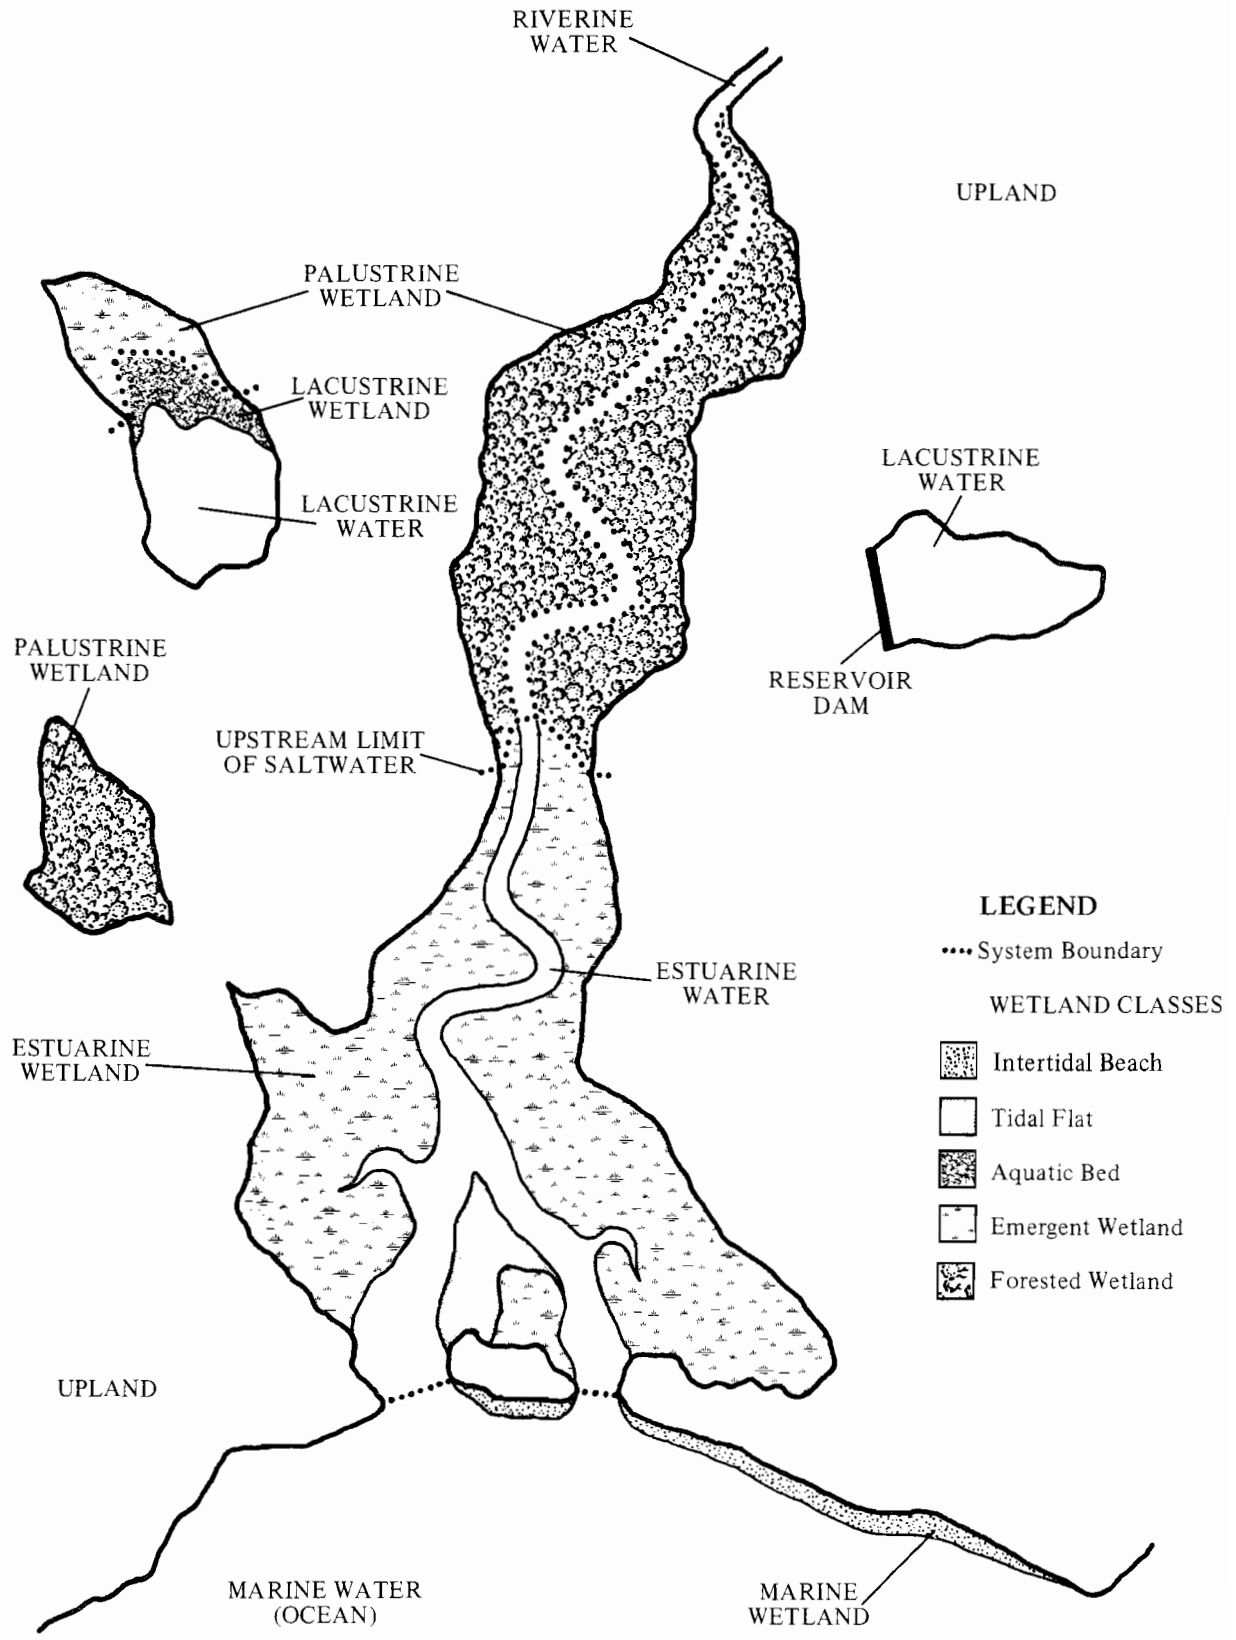 RIVERINE
WATER
UPLAND
PALUSTRINE
WETLAND
LACUSTRINE
WETLAND
LACUSTRINE
WATER
LACUSTRINE
WATER
RESERVOIR
DAM
PALUSTRINE
WETLAND
UPSTREAM LIMIT
OF SALTWATER
LEGEND
System Boundary
WETLAND CLASSES
Intertidal Beach
Tidal Flat
Aquatic Bed
Emergent Wetland
Forested Wetland
ESTUARINE
WATER
ESTUARINE
WETLAND
UPLAND
MARINE WATER
(OCEAN)
MARINE
WETLAND